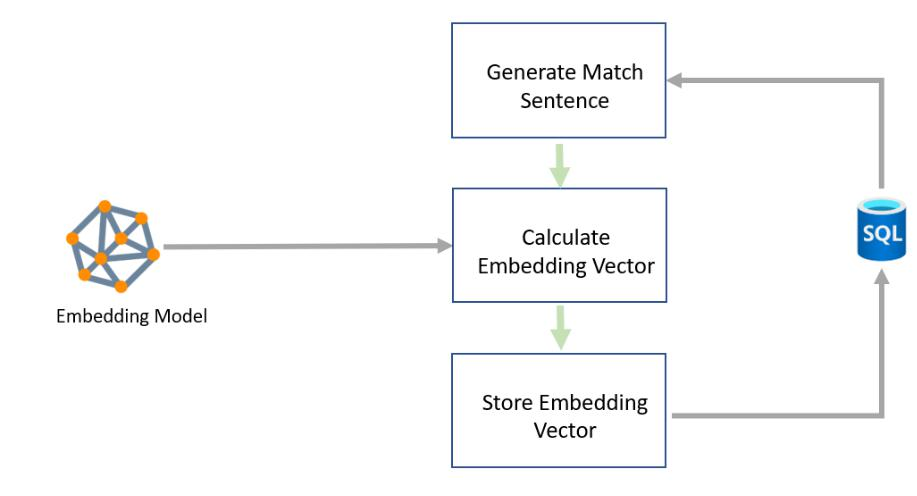 Generate Match
Sentence
Calculate
Embedding Vector
SQL
Embedding Model
Store Embedding
Vector